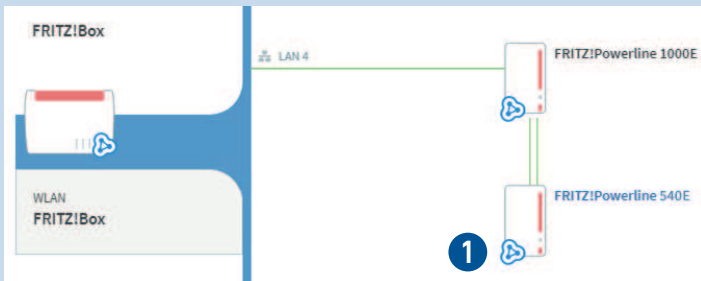 FRITZ!Box
LAN 4
FRITZ!Powerline 1000E
WLAN
FRITZ!Box
FRITZ!Powerline 540E
1